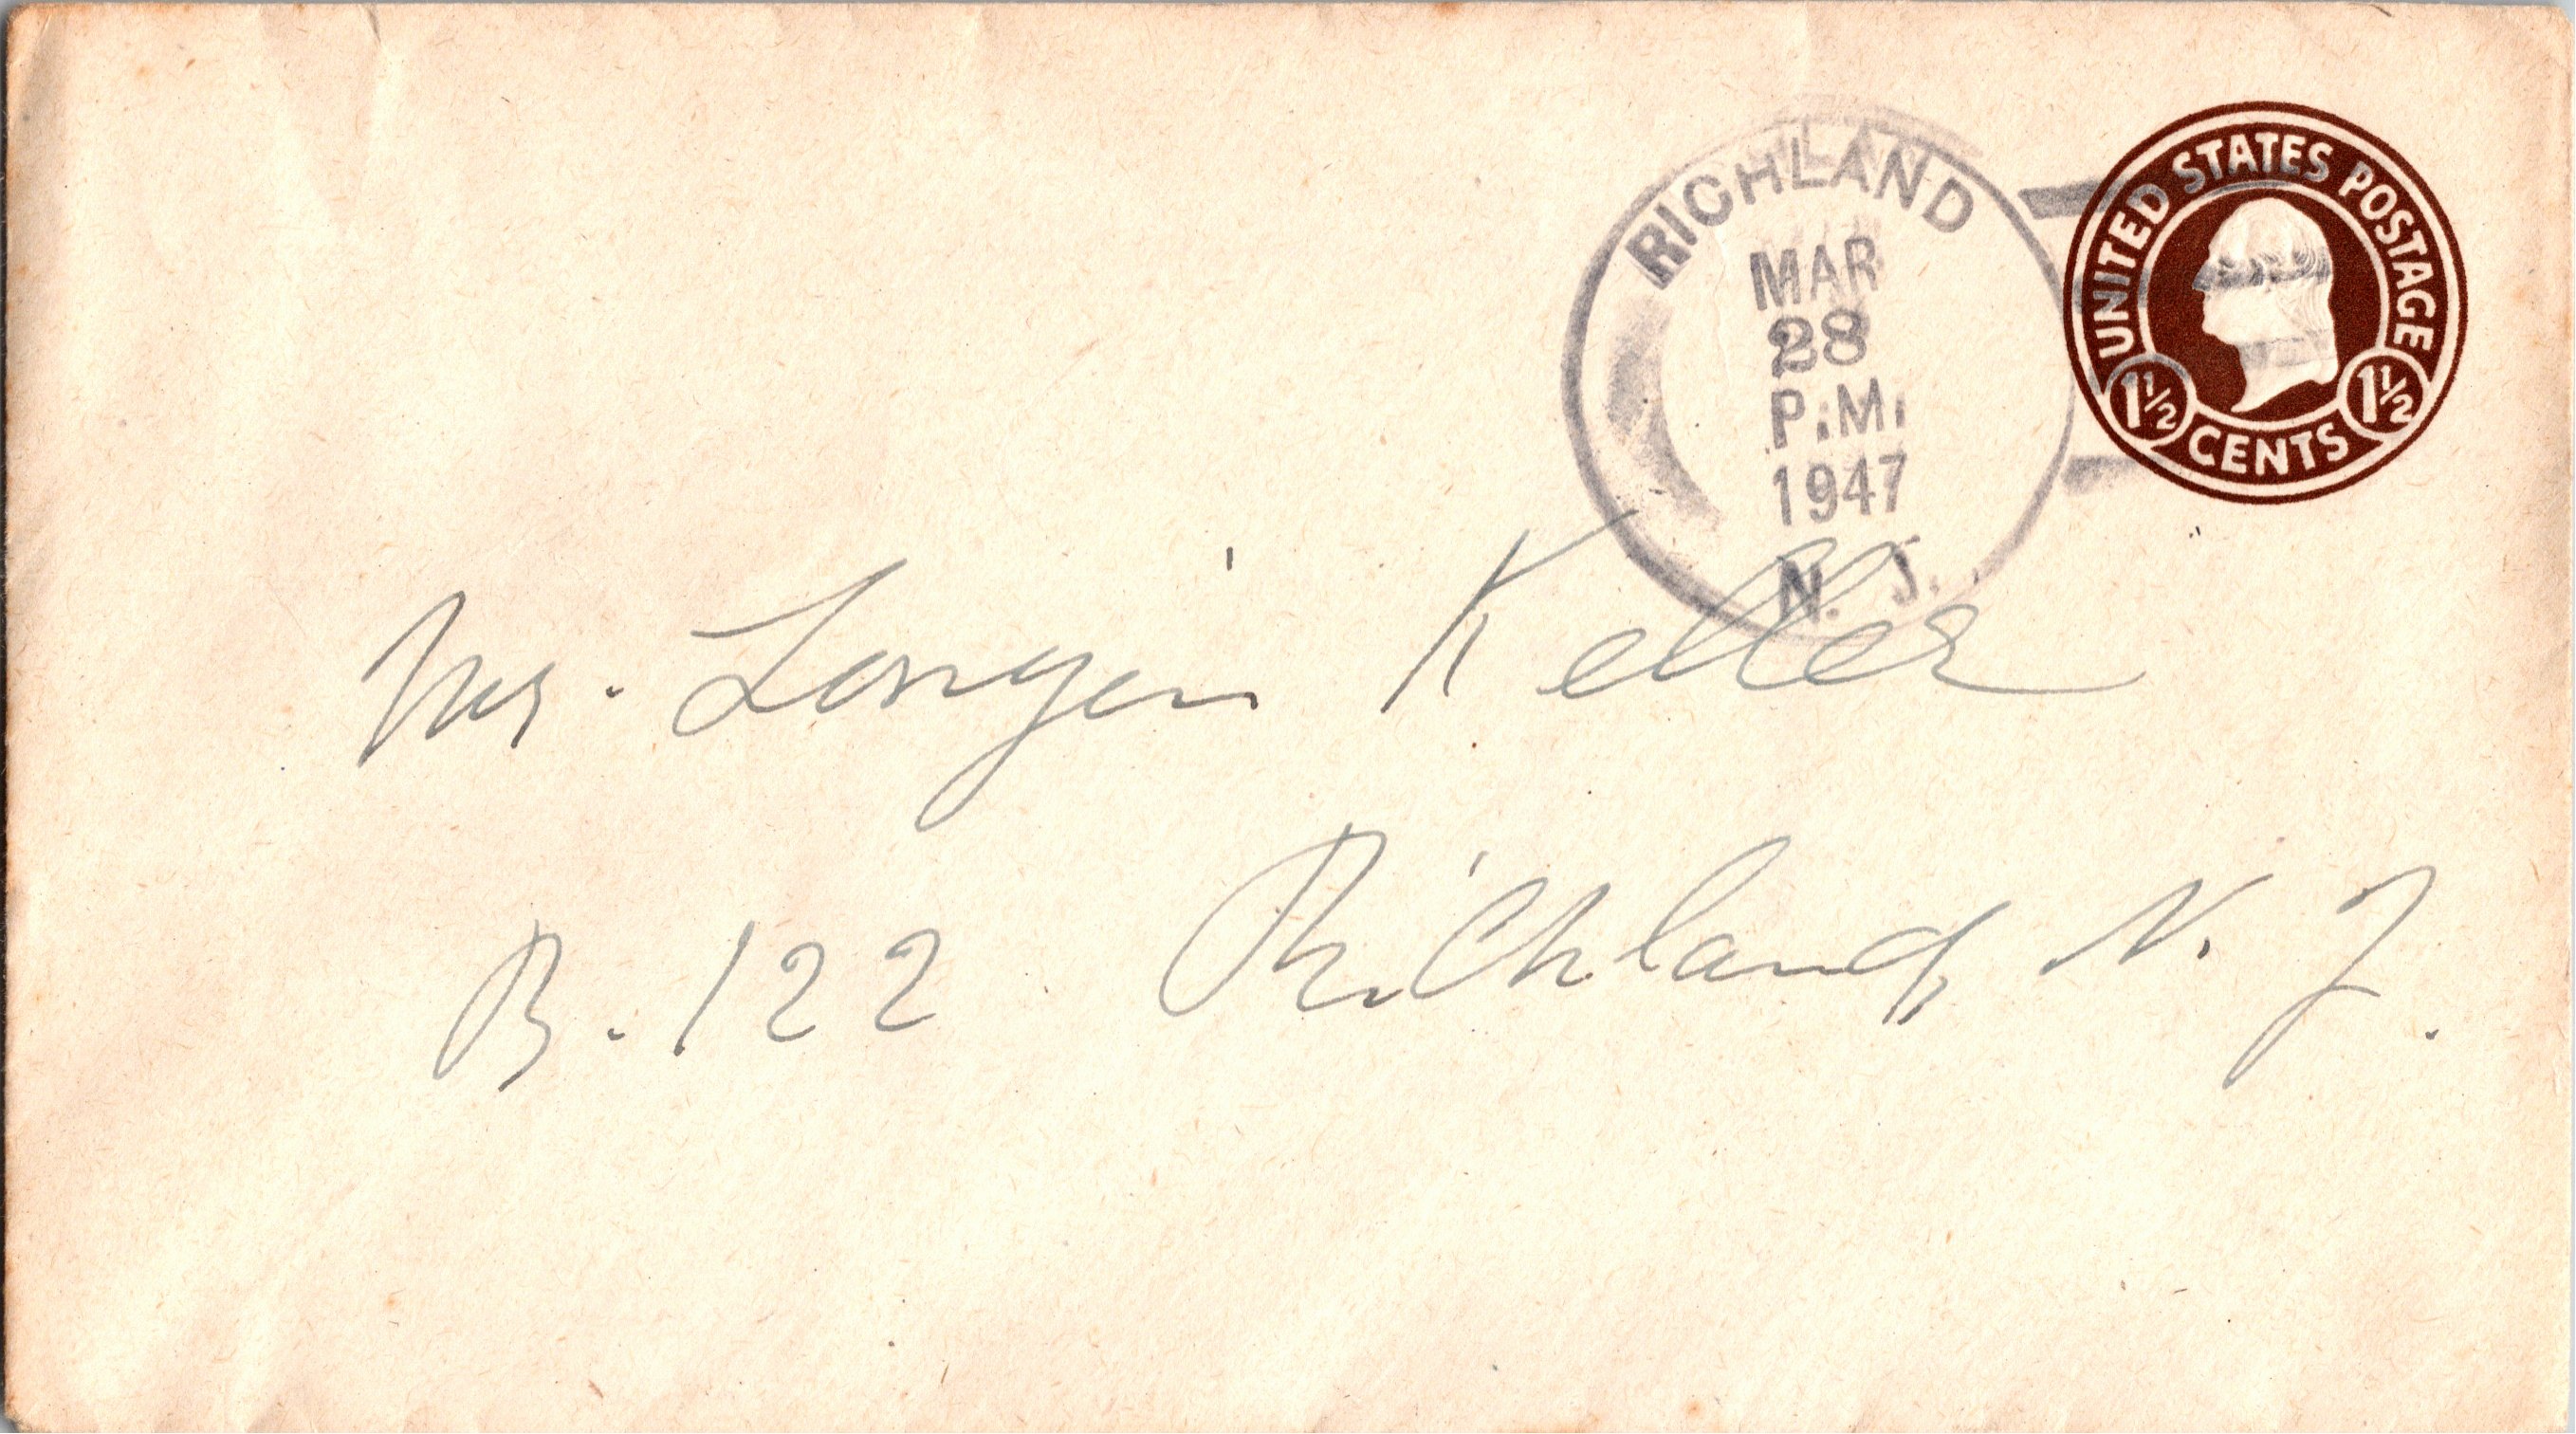 RICHLAND
MAR
28
P.M.
1947
N. J.
UNITED STATES POSTAGE
1½ 1½
CENTS
Mr. Longin Keller
B. 122 Richland, N. J.